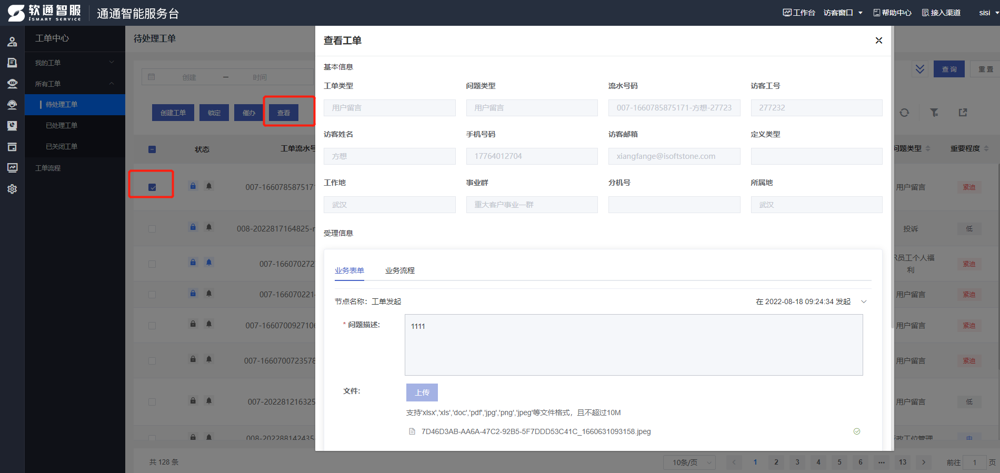 软通智服
iSMART SERVICE
通通智能服务台
工作台
访客窗口
帮助中心
接入渠道
sisi
工单中心
我的工单
所有工单
待处理工单
已处理工单
已关闭工单
工单流程
待处理工单
创建 — 时间
查询
重置
创建工单
锁定
催办
查看
状态
工单流水号
问题类型
重要程度
007-1660785875171
用户留言
紧迫
008-2022817164825-r
投诉
低
007-166070272
R员工个人福
利
紧迫
007-166070221
用户留言
紧迫
007-1660700927106
用户留言
紧迫
007-1660700723578
用户留言
紧迫
007-202281216325
用户留言
低
008-202288142435
政工位管理
中
共 128 条
10条/页
1
2
3
4
5
6
•••
13
前往
1
页
查看工单
基本信息
工单类型
问题类型
流水号码
访客工号
用户留言
用户留言
007-1660785875171-方想-27723
277232
访客姓名
手机号码
访客邮箱
定义类型
方想
17764012704
xiangfange@isoftstone.com
工作地
事业群
分机号
所属地
武汉
重大客户事业一群
武汉
受理信息
业务表单
业务流程
节点名称：工单发起
在 2022-08-18 09:24:34 发起
* 问题描述:
1111
文件:
上传
支持'xlsx','xls','doc','pdf','jpg','png','jpeg'等文件格式，且不超过10M
7D46D3AB-AA6A-47C2-92B5-5F7DDD53C41C_1660631093158.jpeg